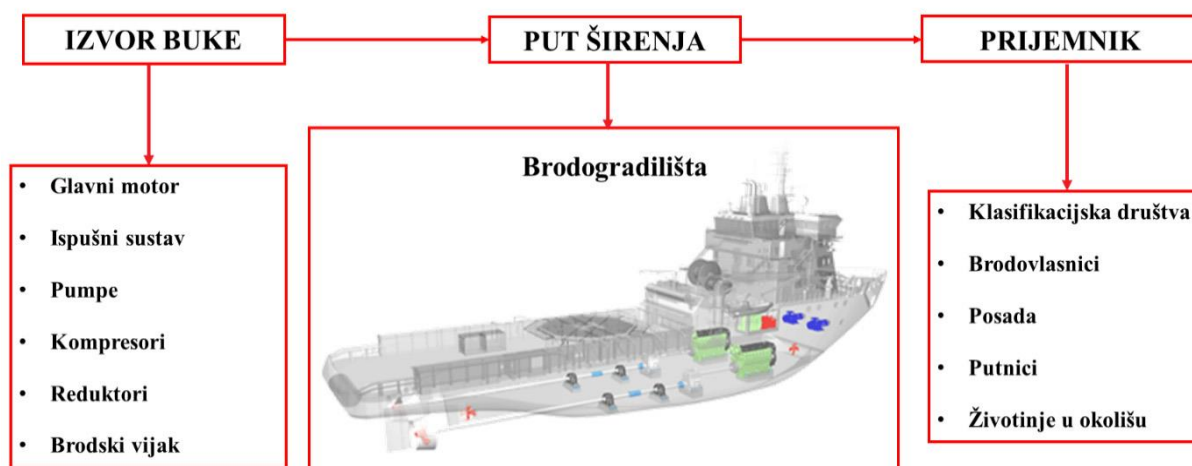 IZVOR BUKE
PUT ŠIRENJA
PRIJEMNIK
• Glavni motor
• Ispušni sustav
• Pumpe
• Kompresori
• Reduktori
• Brodski vijak
Brodogradilišta
• Klasifikacijska društva
• Brodovlasnici
• Posada
• Putnici
• Životinje u okolišu